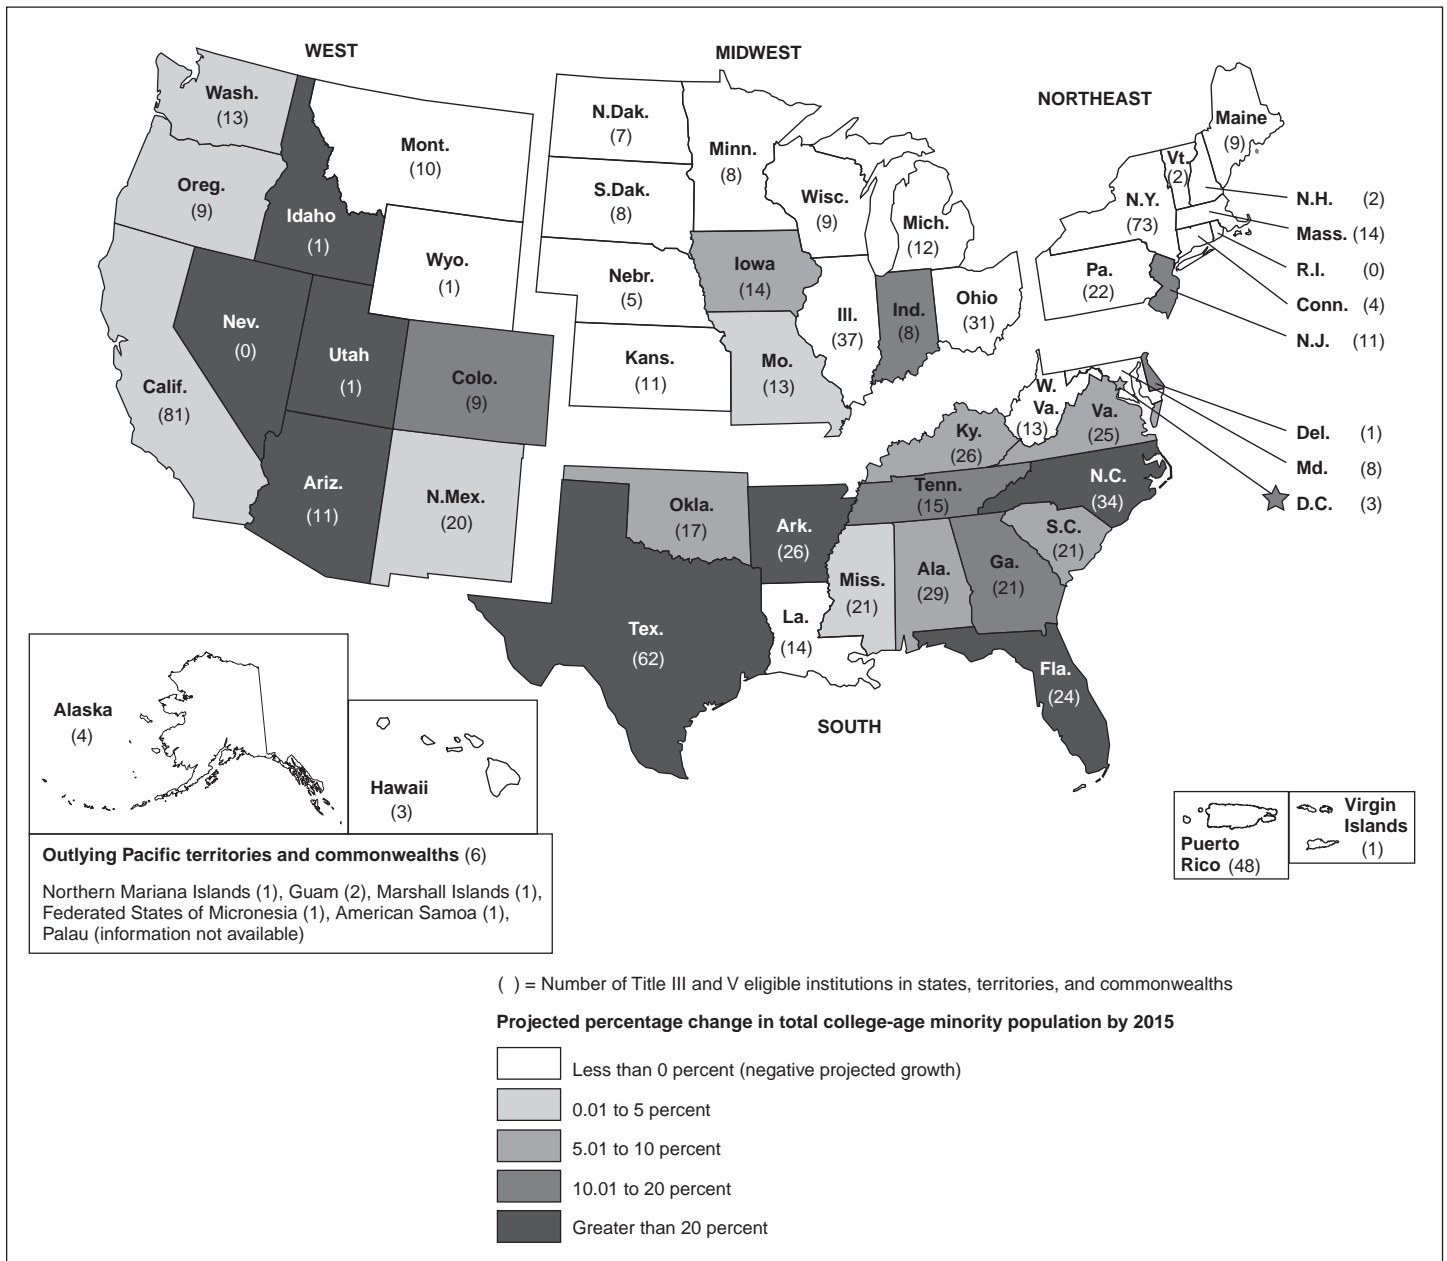 WEST
MIDWEST
NORTHEAST
Wash.
(13)
Oreg.
(9)
Idaho
(1)
Mont.
(10)
Wyo.
(1)
Nev.
(0)
Utah
(1)
Colo.
(9)
Calif.
(81)
Ariz.
(11)
N.Mex.
(20)
N.Dak.
(7)
S.Dak.
(8)
Nebr.
(5)
Kans.
(11)
Minn.
(8)
Iowa
(14)
Mo.
(13)
Wisc.
(9)
Ill.
(37)
Mich.
(12)
Ind.
(8)
Ohio
(31)
Maine
(9)
Vt.
(2)
N.Y.
(73)
Pa.
(22)
N.H. (2)
Mass. (14)
R.I. (0)
Conn. (4)
N.J. (11)
Del. (1)
Md. (8)
D.C. (3)
W.
Va.
(13)
Va.
(25)
Ky.
(26)
Tenn.
(15)
N.C.
(34)
S.C.
(21)
Okla.
(17)
Ark.
(26)
Miss.
(21)
Ala.
(29)
Ga.
(21)
Tex.
(62)
La.
(14)
Fla.
(24)
SOUTH
Alaska
(4)
Hawaii
(3)
Puerto
Rico (48)
Virgin
Islands
(1)
Outlying Pacific territories and commonwealths (6)
Northern Mariana Islands (1), Guam (2), Marshall Islands (1),
Federated States of Micronesia (1), American Samoa (1),
Palau (information not available)
( ) = Number of Title III and V eligible institutions in states, territories, and commonwealths
Projected percentage change in total college-age minority population by 2015
Less than 0 percent (negative projected growth)
0.01 to 5 percent
5.01 to 10 percent
10.01 to 20 percent
Greater than 20 percent